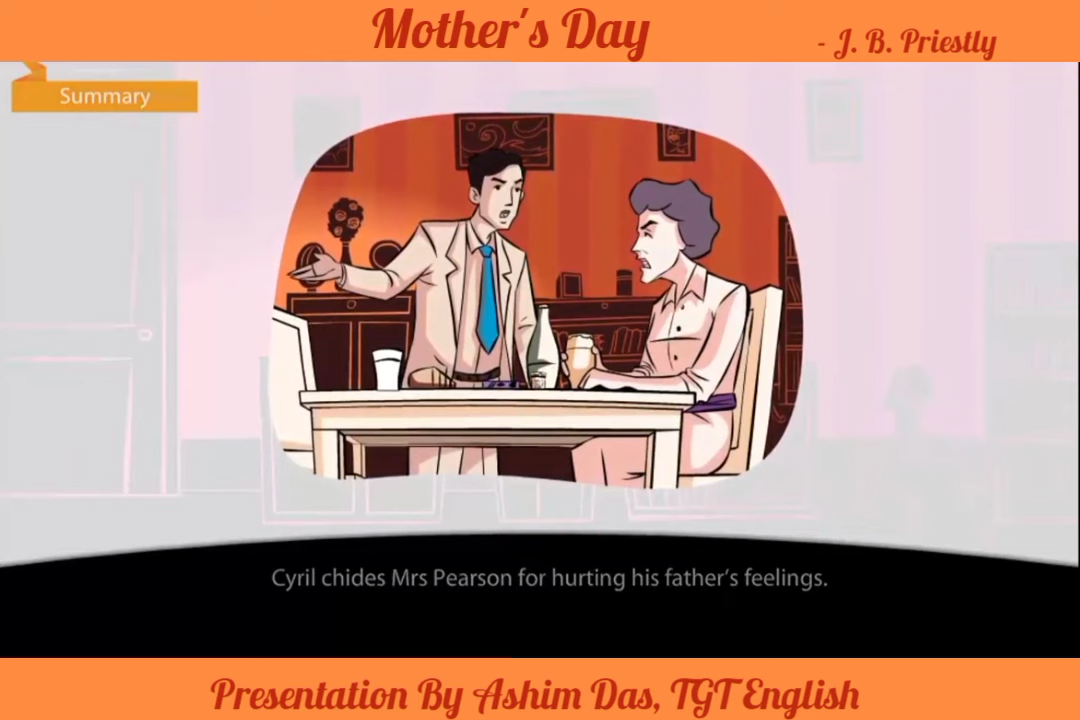 Mother's Day
- J. B. Priestly
Summary
Cyril chides Mrs Pearson for hurting his father's feelings.
Presentation By Ashim Das, TGT English